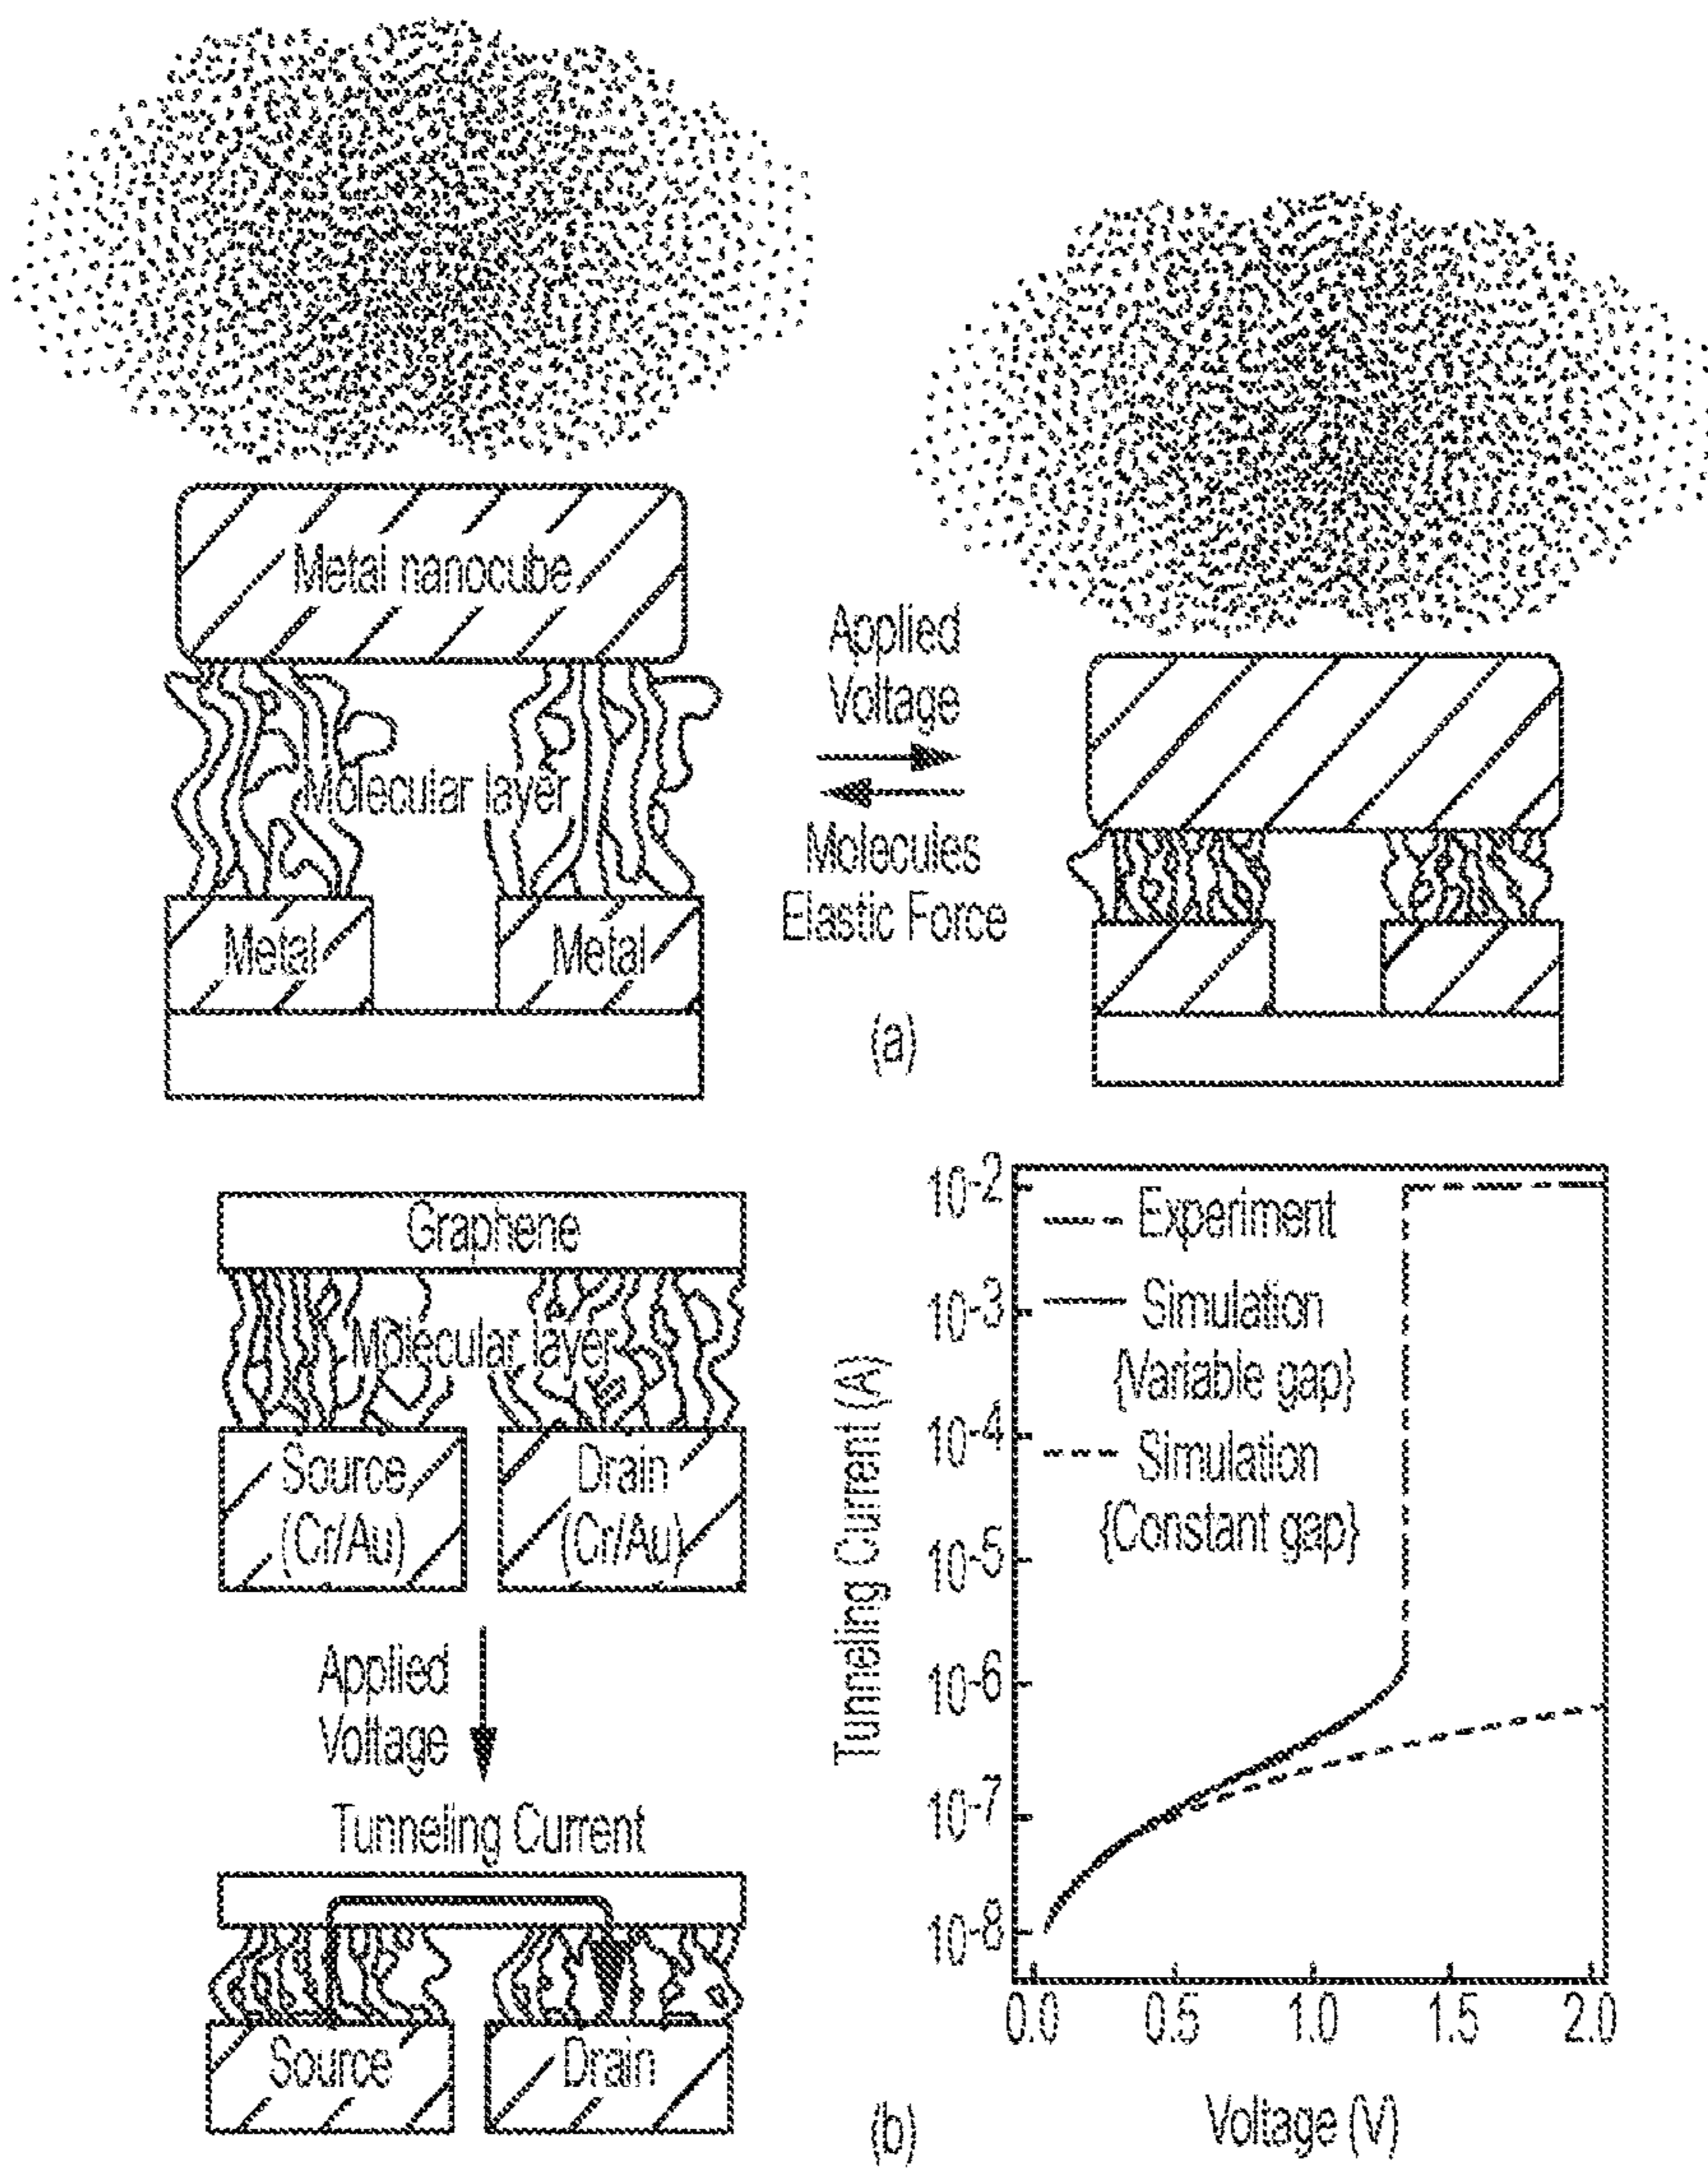 Metal nanocube
Molecular layer
Metal
Metal
Applied
Voltage
Molecules
Elastic Force
(a)
Graphene
Molecular layer
Source
(Cr/Au)
Drain
(Cr/Au)
Applied
Voltage
Tunneling Current
Source
Drain
Tunneling Current (A)
10-2
10-3
10-4
10-5
10-6
10-7
10-8
Experiment
Simulation
{Variable gap}
Simulation
{Constant gap}
0.0 0.5 1.0 1.5 2.0
Voltage (V)
(b)